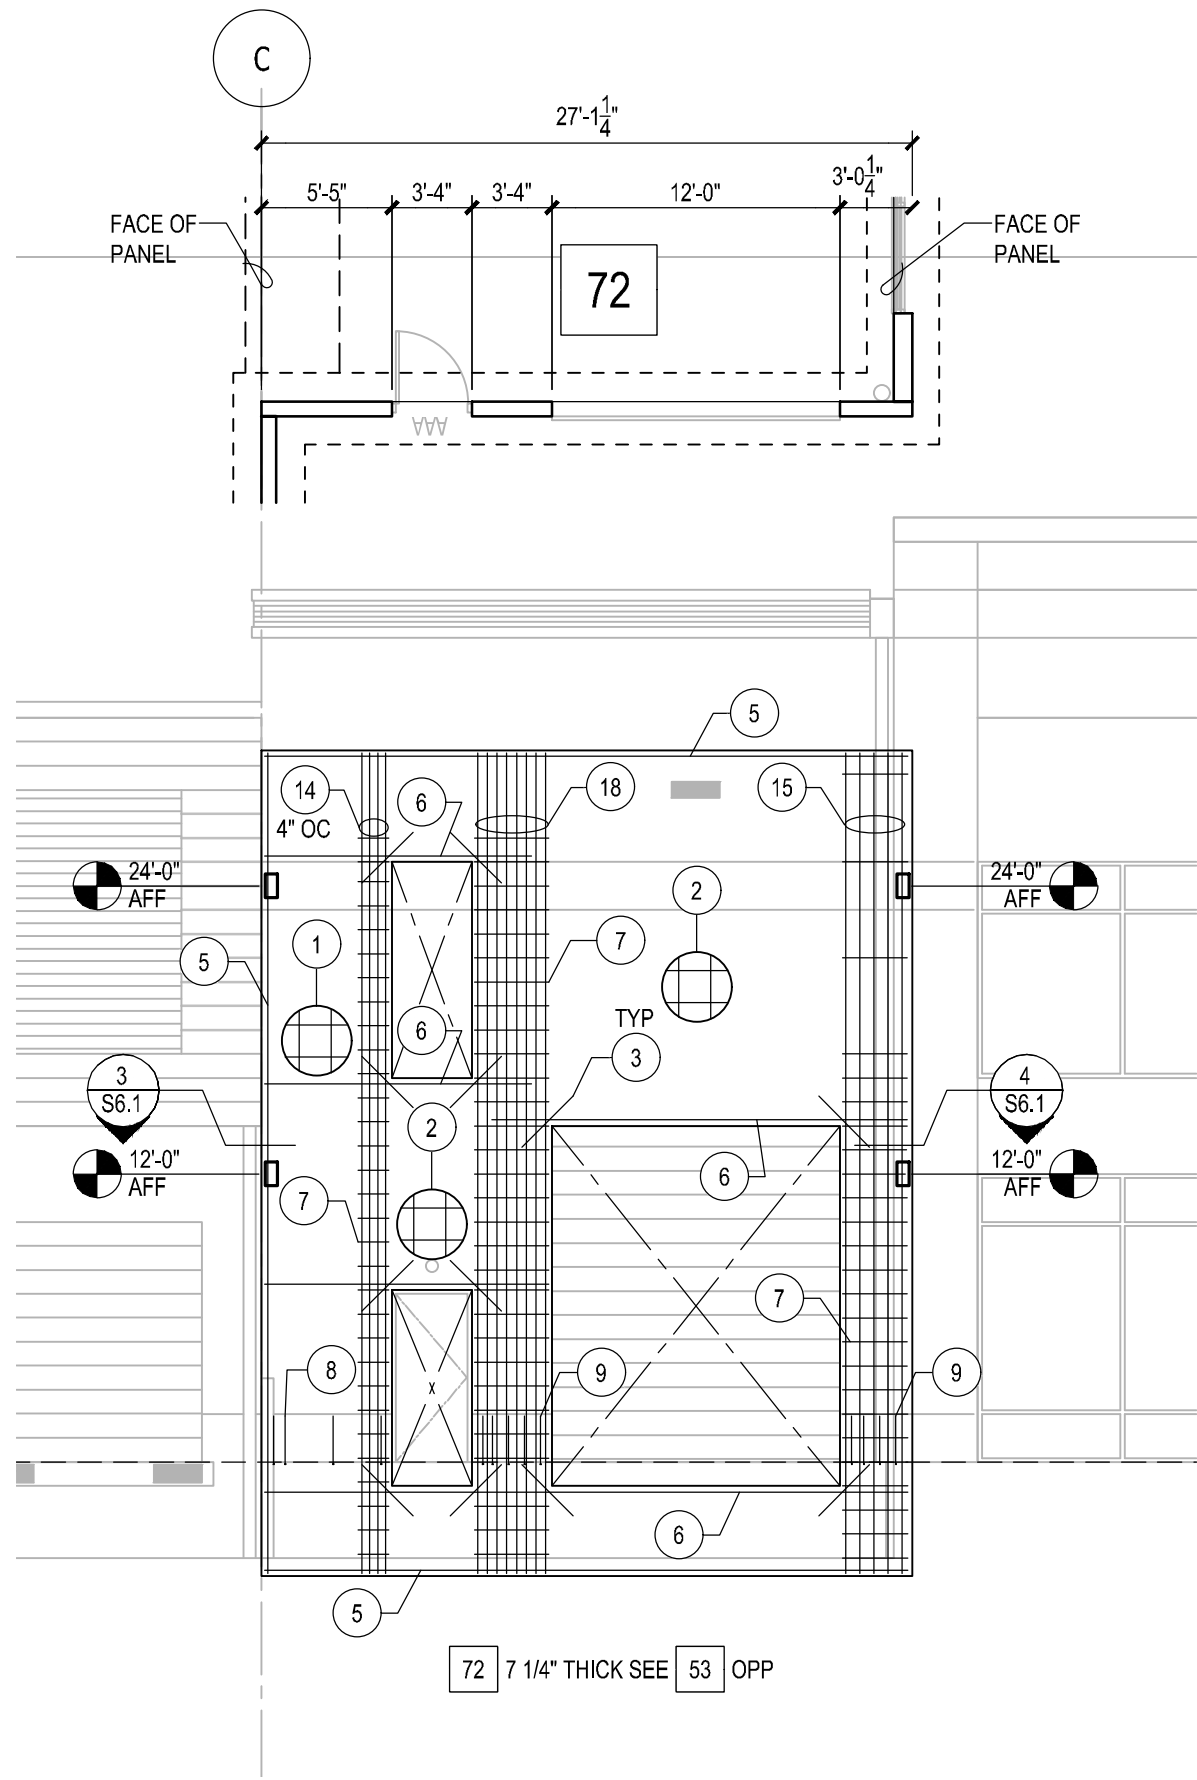 C
27'-1 1/4"
5'-5"
3'-4"
3'-4"
12'-0"
3'-0 1/4"
FACE OF
PANEL
FACE OF
PANEL
72
5
14
4" OC
6
18
15
24'-0"
AFF
24'-0"
AFF
1
2
5
7
6
TYP
3
3
S6.1
4
S6.1
2
12'-0"
AFF
12'-0"
AFF
6
7
7
8
9
9
X
6
5
72 7 1/4" THICK SEE 53 OPP